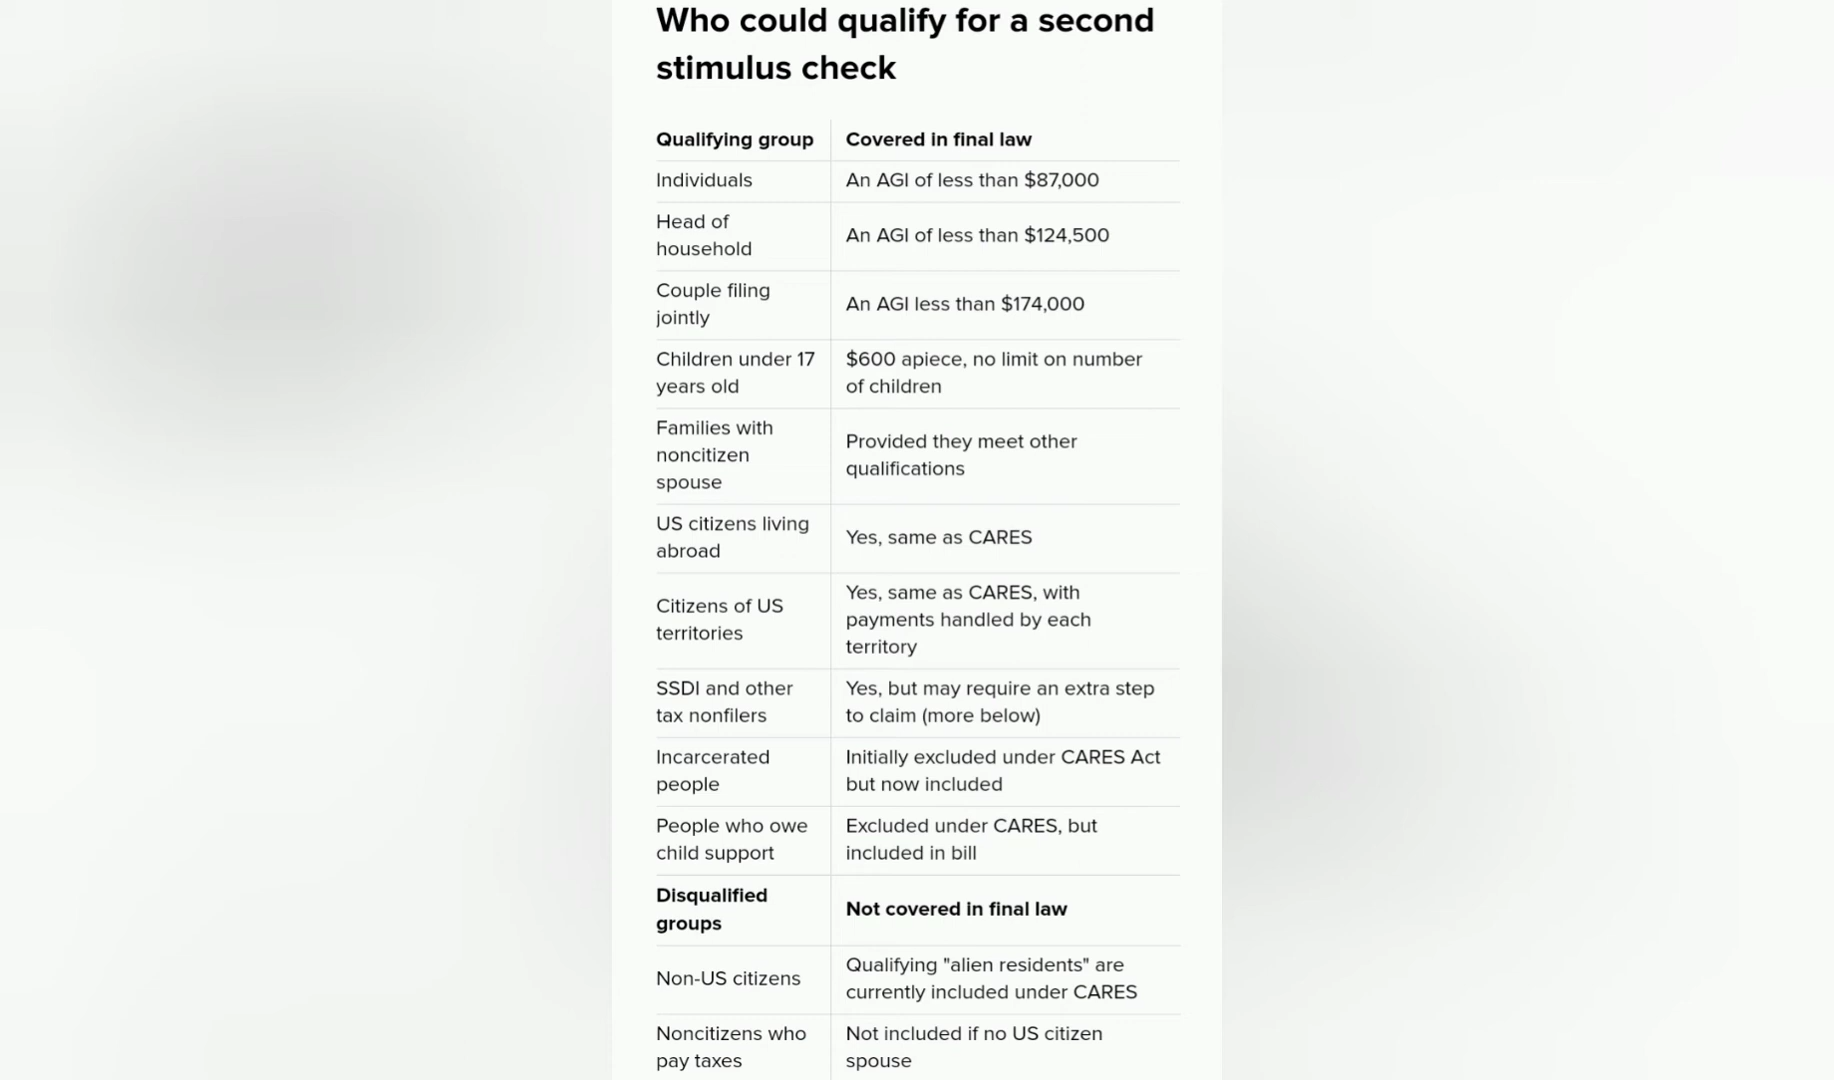 Who could qualify for a second
stimulus check
Qualifying group
Covered in final law
Individuals
An AGI of less than $87,000
Head of
household
An AGI of less than $124,500
Couple filing
jointly
An AGI less than $174,000
Children under 17
years old
$600 apiece, no limit on number
of children
Families with
noncitizen
spouse
Provided they meet other
qualifications
US citizens living
abroad
Yes, same as CARES
Citizens of US
territories
Yes, same as CARES, with
payments handled by each
territory
SSDI and other
tax nonfilers
Yes, but may require an extra step
to claim (more below)
Incarcerated
people
Initially excluded under CARES Act
but now included
People who owe
child support
Excluded under CARES, but
included in bill
Disqualified
groups
Not covered in final law
Non-US citizens
Qualifying "alien residents" are
currently included under CARES
Noncitizens who
pay taxes
Not included if no US citizen
spouse